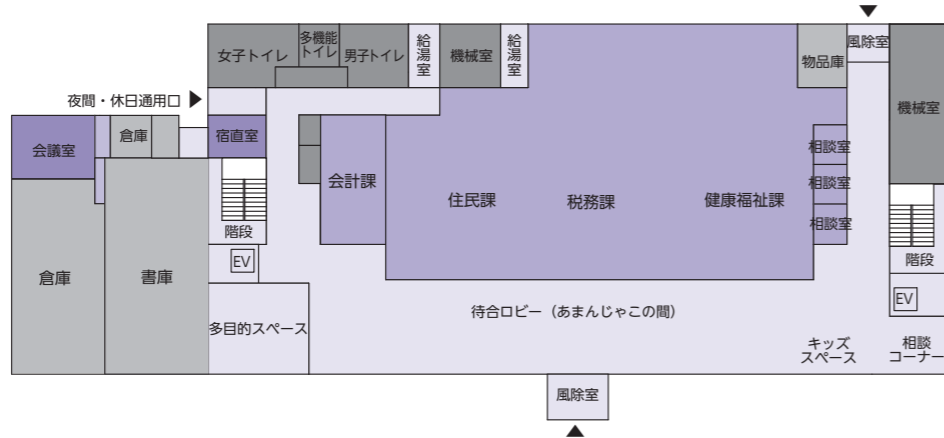 女子トイレ
多機能
トイレ
男子トイレ
給湯室
機械室
給湯室
物品庫
風除室
機械室
夜間・休日通用口
会議室
倉庫
宿直室
会計課
住民課
税務課
健康福祉課
相談室
相談室
相談室
階段
EV
階段
EV
倉庫
書庫
多目的スペース
待合ロビー（あまんじゃこの間）
キッズ
スペース
相談
コーナー
風除室